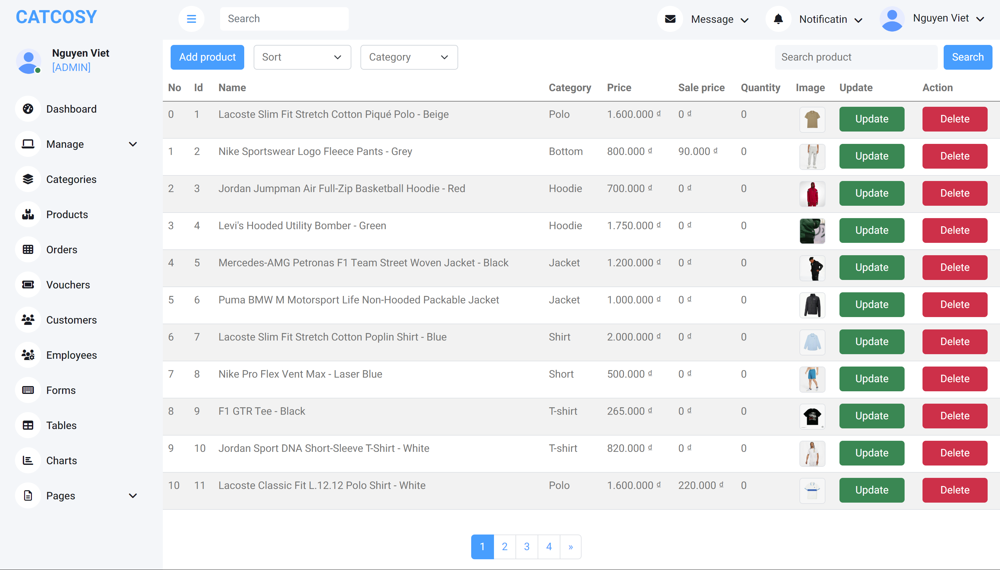 CATCOSY
Search
Message
Notificatin
Nguyen Viet
Nguyen Viet
[ADMIN]
Dashboard
Manage
Categories
Products
Orders
Vouchers
Customers
Employees
Forms
Tables
Charts
Pages
Add product
Sort
Category
Search product
Search
No Id Name Category Price Sale price Quantity Image Update Action
0 1 Lacoste Slim Fit Stretch Cotton Piqué Polo - Beige Polo 1.600.000 ₫ 0 ₫ 0 Update Delete
1 2 Nike Sportswear Logo Fleece Pants - Grey Bottom 800.000 ₫ 90.000 ₫ 0 Update Delete
2 3 Jordan Jumpman Air Full-Zip Basketball Hoodie - Red Hoodie 700.000 ₫ 0 ₫ 0 Update Delete
3 4 Levi's Hooded Utility Bomber - Green Hoodie 1.750.000 ₫ 0 ₫ 0 Update Delete
4 5 Mercedes-AMG Petronas F1 Team Street Woven Jacket - Black Jacket 1.200.000 ₫ 0 ₫ 0 Update Delete
5 6 Puma BMW M Motorsport Life Non-Hooded Packable Jacket Jacket 1.000.000 ₫ 0 ₫ 0 Update Delete
6 7 Lacoste Slim Fit Stretch Cotton Poplin Shirt - Blue Shirt 2.000.000 ₫ 0 ₫ 0 Update Delete
7 8 Nike Pro Flex Vent Max - Laser Blue Short 500.000 ₫ 0 ₫ 0 Update Delete
8 9 F1 GTR Tee - Black T-shirt 265.000 ₫ 0 ₫ 0 Update Delete
9 10 Jordan Sport DNA Short-Sleeve T-Shirt - White T-shirt 820.000 ₫ 0 ₫ 0 Update Delete
10 11 Lacoste Classic Fit L.12.12 Polo Shirt - White Polo 1.600.000 ₫ 220.000 ₫ 0 Update Delete
1 2 3 4 »